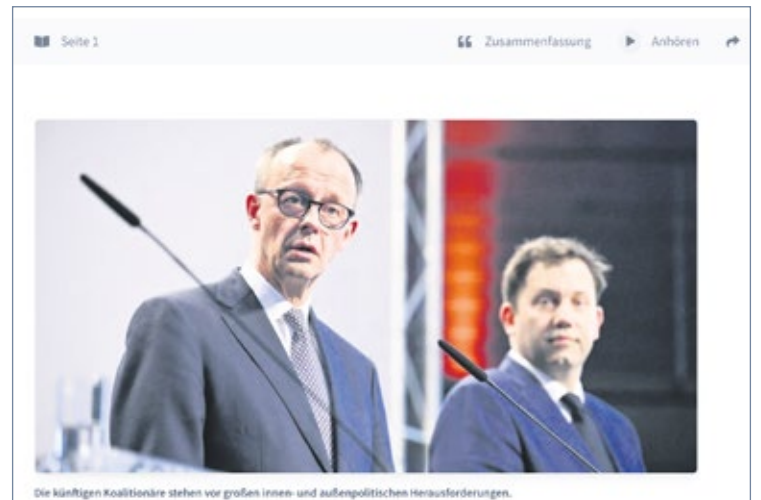 Seite 1
Zusammenfassung
Anhören
Die künftigen Koalitionäre stehen vor großen innen- und außenpolitischen Herausforderungen.